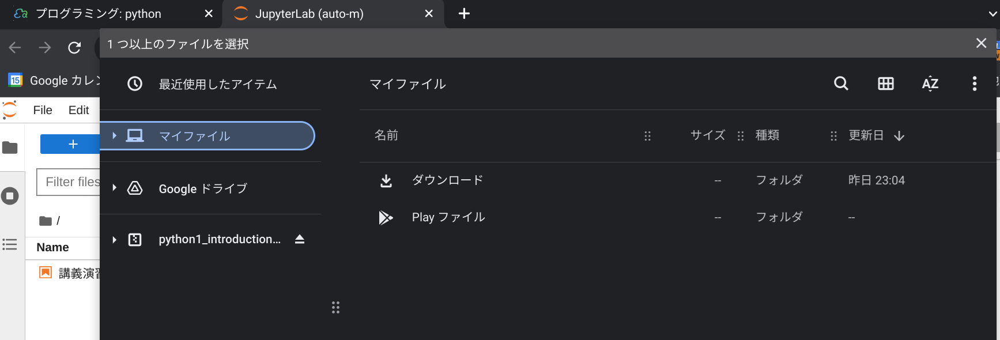 プログラミング: python
JupyterLab (auto-m)
1 つ以上のファイルを選択
15 Google カレン
最近使用したアイテム
マイファイル
File Edit
マイファイル
名前 サイズ 種類 更新日
Filter files
Google ドライブ
ダウンロード -- フォルダ 昨日 23:04
Play ファイル -- フォルダ --
/
python1_introduction...
Name
講義演習